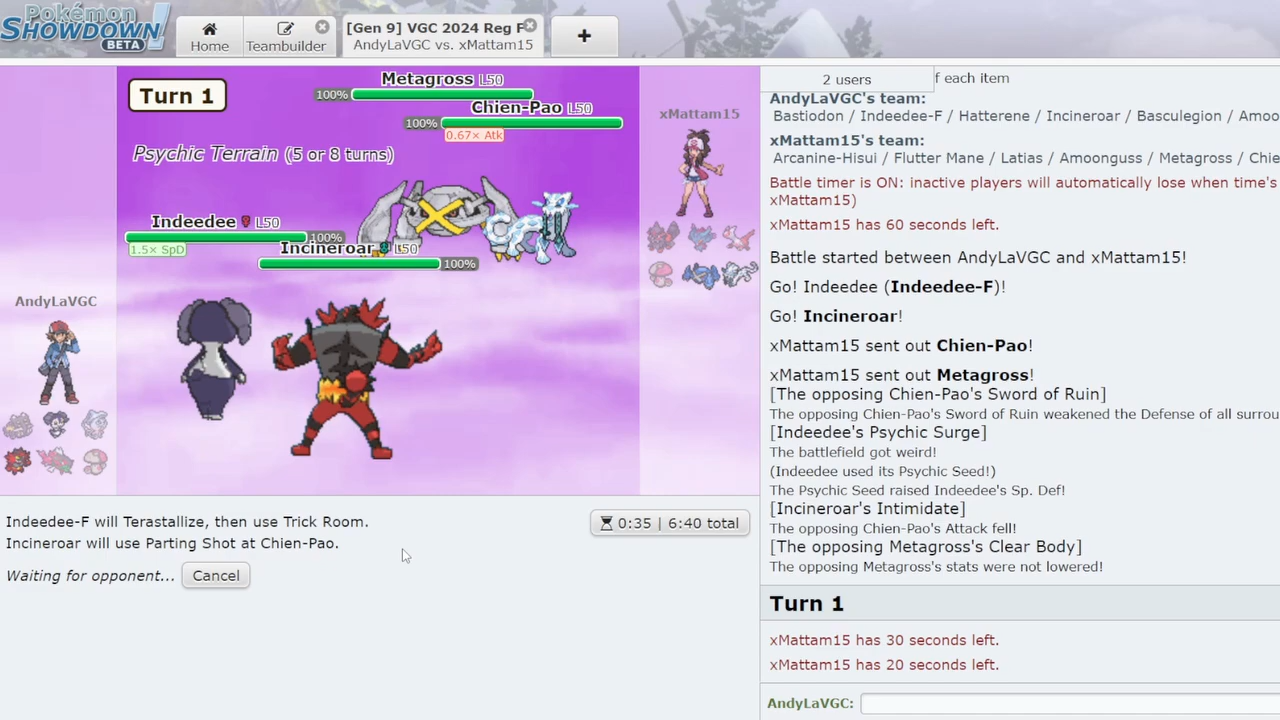 Pokémon
SHOWDOWN!
BETA
Home
Teambuilder
[Gen 9] VGC 2024 Reg F
AndyLaVGC vs. xMattam15
+
Turn 1
Metagross L50
100%
Chien-Pao L50
100%
0.67× Atk
Psychic Terrain (5 or 8 turns)
Indeedee L50
100%
1.5× SpD
Incineroar L50
100%
AndyLaVGC
xMattam15
Indeedee-F will Terastallize, then use Trick Room.
Incineroar will use Parting Shot at Chien-Pao.
Waiting for opponent... Cancel
0:35 | 6:40 total
2 users
f each item
AndyLaVGC's team:
Bastiodon / Indeedee-F / Hatterene / Incineroar / Basculegion / Amoo
xMattam15's team:
Arcanine-Hisui / Flutter Mane / Latias / Amoonguss / Metagross / Chie
Battle timer is ON: inactive players will automatically lose when time's
xMattam15)
xMattam15 has 60 seconds left.
Battle started between AndyLaVGC and xMattam15!
Go! Indeedee (Indeedee-F)!
Go! Incineroar!
xMattam15 sent out Chien-Pao!
xMattam15 sent out Metagross!
[The opposing Chien-Pao's Sword of Ruin]
The opposing Chien-Pao's Sword of Ruin weakened the Defense of all surrou
[Indeedee's Psychic Surge]
The battlefield got weird!
(Indeedee used its Psychic Seed!)
The Psychic Seed raised Indeedee's Sp. Def!
[Incineroar's Intimidate]
The opposing Chien-Pao's Attack fell!
[The opposing Metagross's Clear Body]
The opposing Metagross's stats were not lowered!
Turn 1
xMattam15 has 30 seconds left.
xMattam15 has 20 seconds left.
AndyLaVGC: